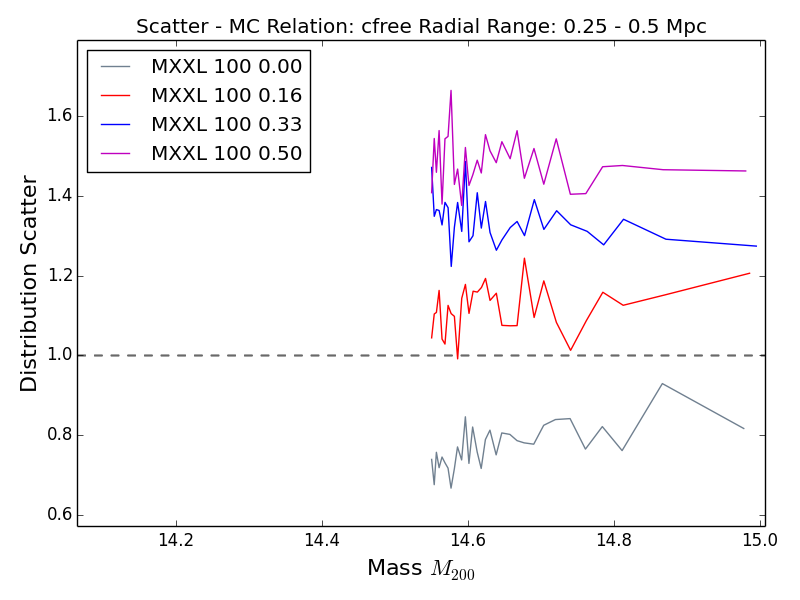 Scatter - MC Relation: cfree Radial Range: 0.25 - 0.5 Mpc
MXXL 100 0.00
MXXL 100 0.16
MXXL 100 0.33
MXXL 100 0.50
Distribution Scatter
1.6
1.4
1.2
1.0
0.8
0.6
14.2 14.4 14.6 14.8 15.0
Mass M200